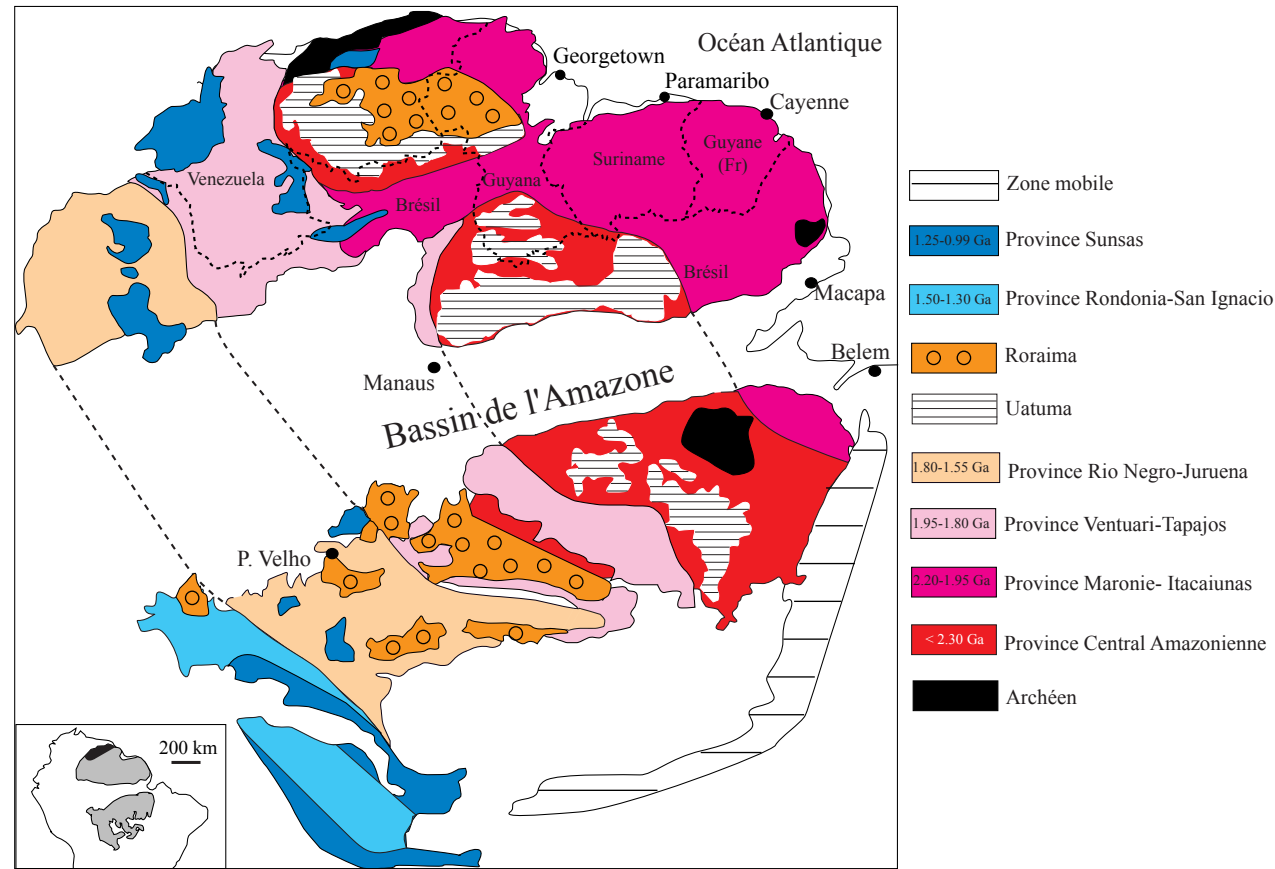 Océan Atlantique
Georgetown
Paramaribo
Cayenne
Suriname
Guyane
(Fr)
Venezuela
Guyana
Brésil
Brésil
Macapa
Belem
Manaus
Bassin de l'Amazone
P. Velho
200 km
Zone mobile
1.25-0.99 Ga Province Sunsas
1.50-1.30 Ga Province Rondonia-San Ignacio
Roraima
Uatuma
1.80-1.55 Ga Province Rio Negro-Juruena
1.95-1.80 Ga Province Ventuari-Tapajos
2.20-1.95 Ga Province Maronie- Itacaiunas
< 2.30 Ga Province Central Amazonienne
Archéen